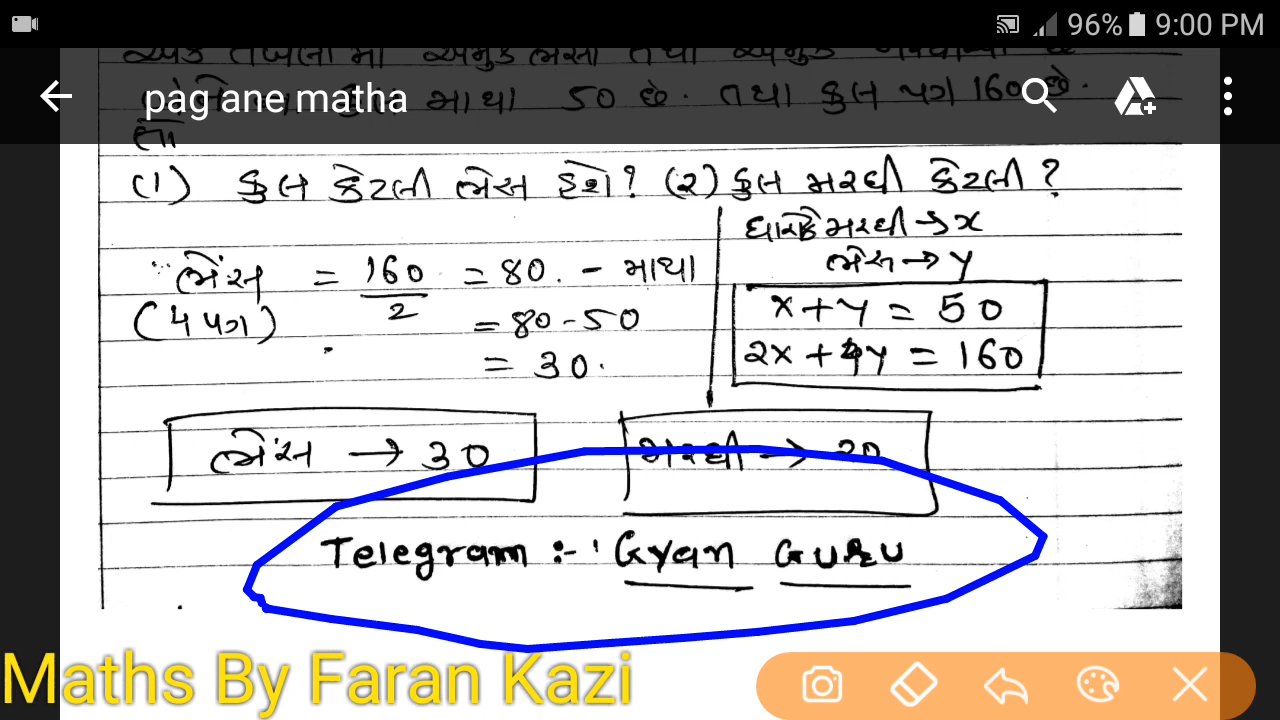 96% 9:00 PM
pag ane matha
માથા 50 છે. તથા કુલ પગ 160 છે.
તો
(1) કુલ કેટલી ભેંસ હશે? (૨) કુલ મરઘી કેટલી?
ધારોકે મરઘી → x
ભેંસ → y
ભેંસ = 160/2 = 80 - માથા
(4 પગ)
= 80 - 50
= 30.
x + y = 50
2x + 4y = 160
ભેંસ → 30
મરઘી → 20
Telegram :- Gyan Guru
Maths By Faran Kazi